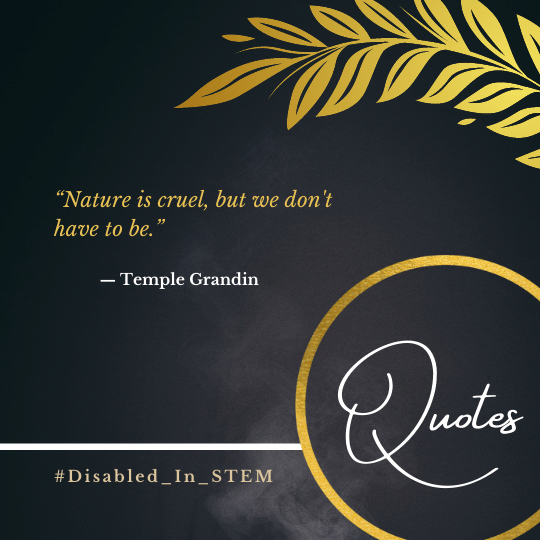 “Nature is cruel, but we don't
have to be.”
— Temple Grandin
Quotes
#Disabled_In_STEM